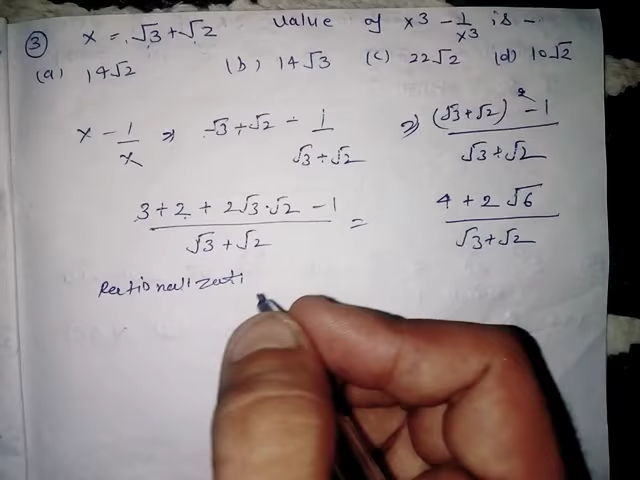 ③ x = √3 + √2 value of x3 - 1/x3 is -
(a) 14√2 (b) 14√3 (c) 22√2 (d) 10√2
x - 1/x ⇒ √3 + √2 - 1/√3 + √2 ⇒ (√3 + √2)² - 1/√3 + √2
3 + 2 + 2√3·√2 - 1/√3 + √2 = 4 + 2√6/√3 + √2
Rationalizati